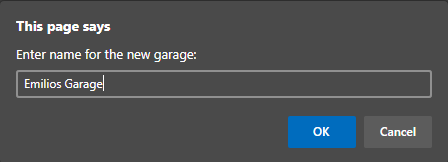 This page says
Enter name for the new garage:
Emilios Garage
OK Cancel